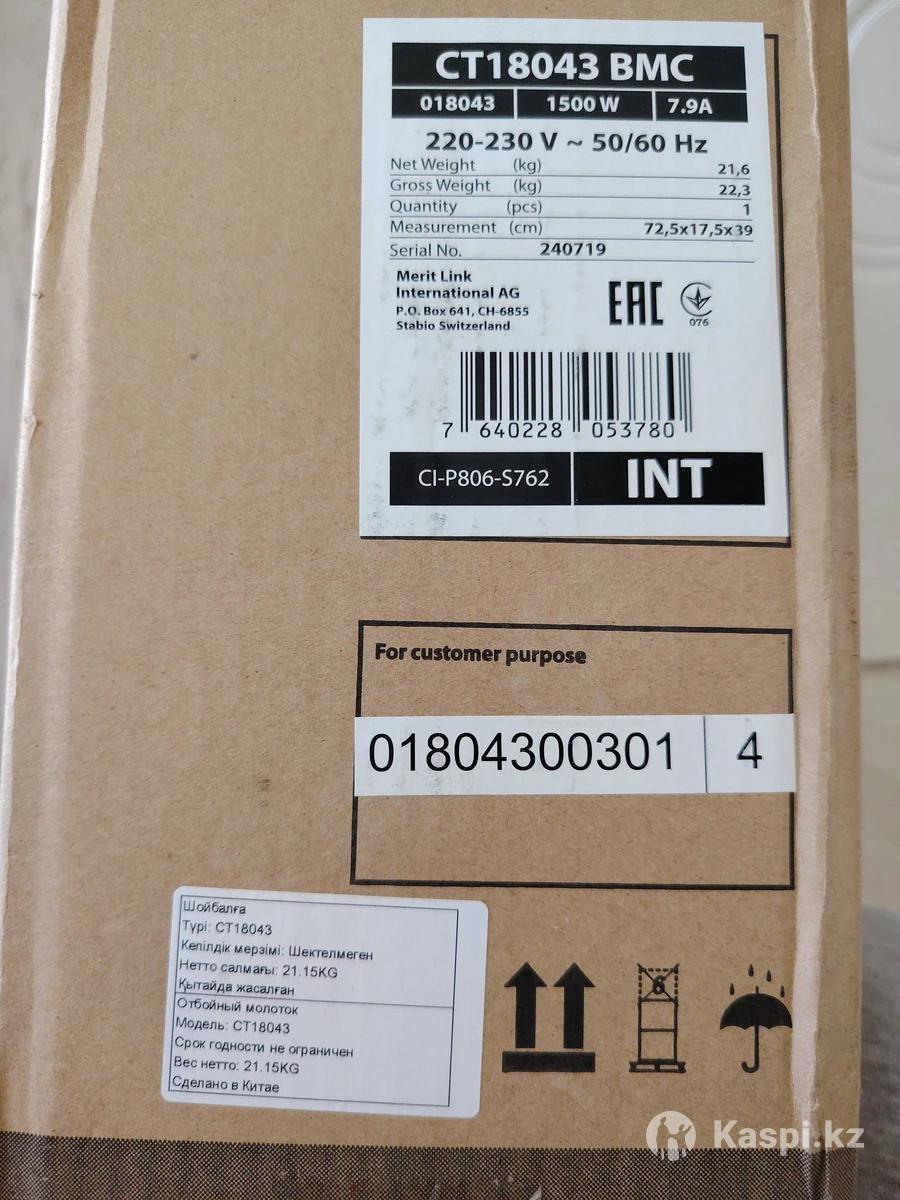 CT18043 BMC
018043 1500 W 7.9A
220-230 V ~ 50/60 Hz
Net Weight (kg) 21,6
Gross Weight (kg) 22,3
Quantity (pcs) 1
Measurement (cm) 72,5x17,5x39
Serial No. 240719
Merit Link
International AG
P.O. Box 641, CH-6855
Stabio Switzerland
EAC
076
7 640228 053780
CI-P806-S762 INT
For customer purpose
01804300301 4
Шойбалға
Түрі: CT18043
Кепілдік мерзімі: Шектелмеген
Нетто салмағы: 21.15KG
Қытайда жасалған
Отбойный молоток
Модель: CT18043
Срок годности не ограничен
Вес нетто: 21.15KG
Сделано в Китае
6
Kaspi.kz